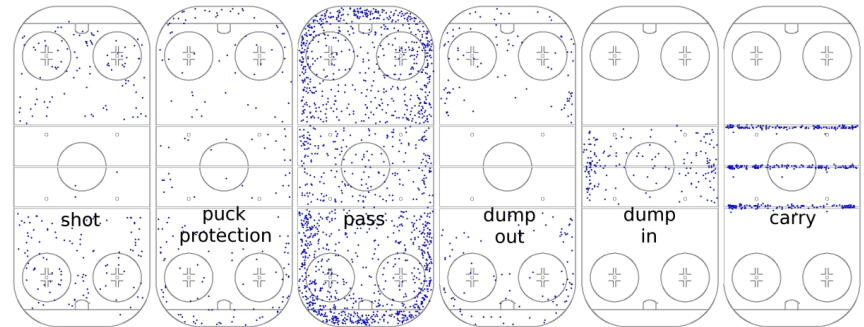 shot
puck
protection
pass
dump
out
dump
in
carry